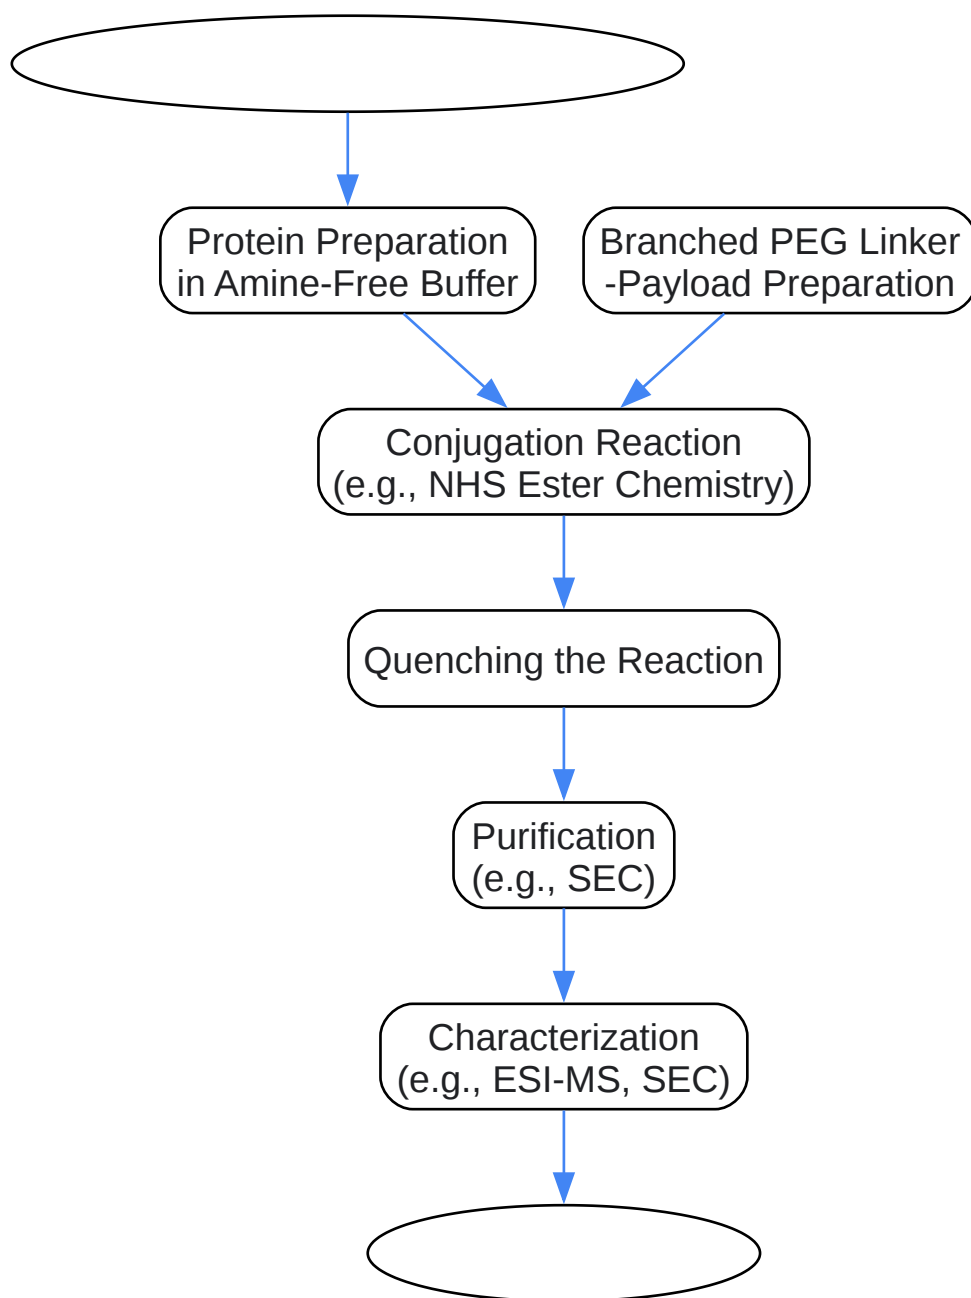 Protein Preparation
in Amine-Free Buffer
Branched PEG Linker
-Payload Preparation
Conjugation Reaction
(e.g., NHS Ester Chemistry)
Quenching the Reaction
Purification
(e.g., SEC)
Characterization
(e.g., ESI-MS, SEC)